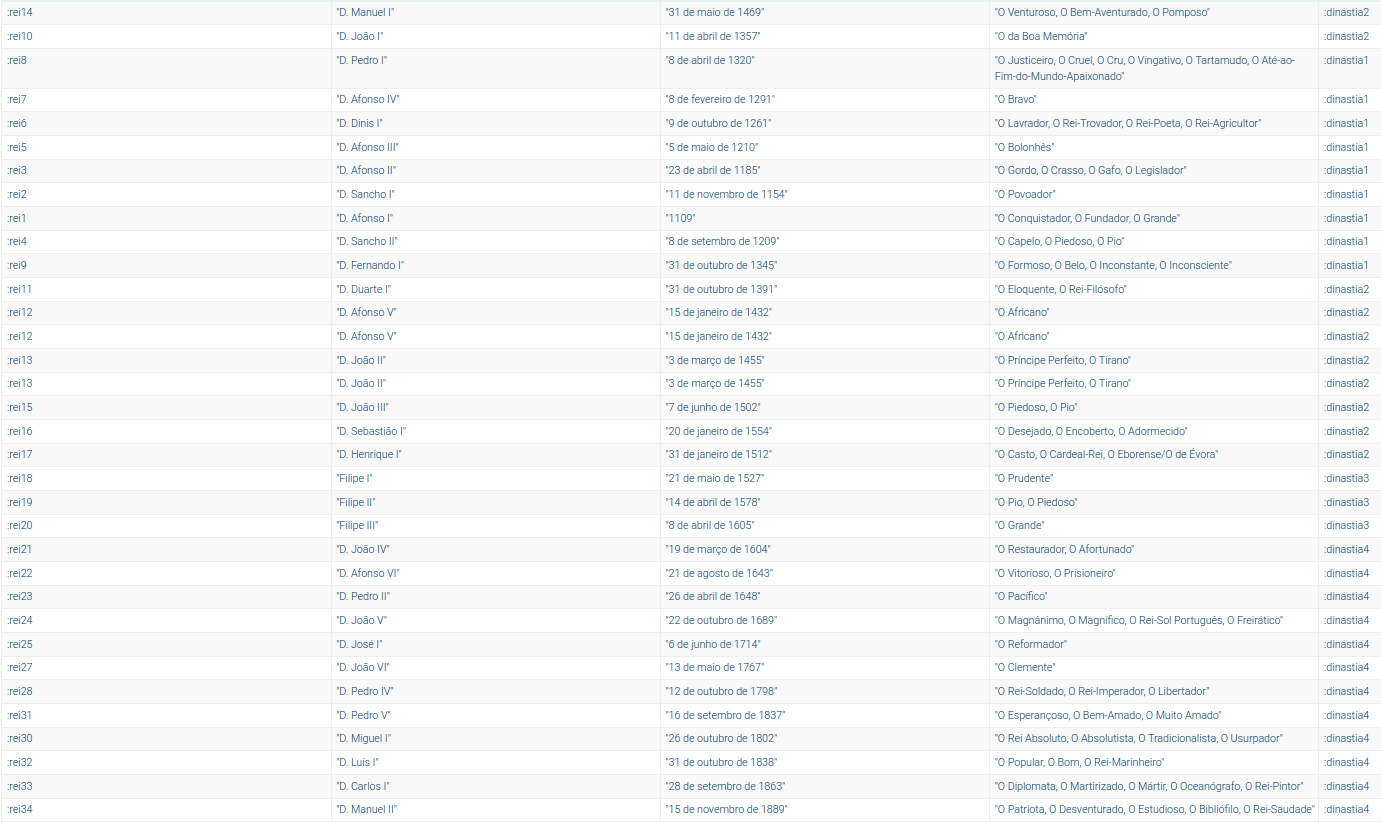 :rei14 "D. Manuel I" "31 de maio de 1469" "O Venturoso, O Bem-Aventurado, O Pomposo" :dinastia2
:rei10 "D. João I" "11 de abril de 1357" "O da Boa Memória" :dinastia2
:rei8 "D. Pedro I" "8 de abril de 1320" "O Justiceiro, O Cruel, O Cru, O Vingativo, O Tartamudo, O Até-ao- :dinastia1
Fim-do-Mundo-Apaixonado"
:rei7 "D. Afonso IV" "8 de fevereiro de 1291" "O Bravo" :dinastia1
:rei6 "D. Dinis I" "9 de outubro de 1261" "O Lavrador, O Rei-Trovador, O Rei-Poeta, O Rei-Agricultor" :dinastia1
:rei5 "D. Afonso III" "5 de maio de 1210" "O Bolonhês" :dinastia1
:rei3 "D. Afonso II" "23 de abril de 1185" "O Gordo, O Crasso, O Gafo, O Legislador" :dinastia1
:rei2 "D. Sancho I" "11 de novembro de 1154" "O Povoador" :dinastia1
:rei1 "D. Afonso I" "1109" "O Conquistador, O Fundador, O Grande" :dinastia1
:rei4 "D. Sancho II" "8 de setembro de 1209" "O Capelo, O Piedoso, O Pio" :dinastia1
:rei9 "D. Fernando I" "31 de outubro de 1345" "O Formoso, O Belo, O Inconstante, O Inconsciente" :dinastia1
:rei11 "D. Duarte I" "31 de outubro de 1391" "O Eloquente, O Rei-Filósofo" :dinastia2
:rei12 "D. Afonso V" "15 de janeiro de 1432" "O Africano" :dinastia2
:rei12 "D. Afonso V" "15 de janeiro de 1432" "O Africano" :dinastia2
:rei13 "D. João II" "3 de março de 1455" "O Príncipe Perfeito, O Tirano" :dinastia2
:rei13 "D. João II" "3 de março de 1455" "O Príncipe Perfeito, O Tirano" :dinastia2
:rei15 "D. João III" "7 de junho de 1502" "O Piedoso, O Pio" :dinastia2
:rei16 "D. Sebastião I" "20 de janeiro de 1554" "O Desejado, O Encoberto, O Adormecido" :dinastia2
:rei17 "D. Henrique I" "31 de janeiro de 1512" "O Casto, O Cardeal-Rei, O Eborense/O de Évora" :dinastia2
:rei18 "Filipe I" "21 de maio de 1527" "O Prudente" :dinastia3
:rei19 "Filipe II" "14 de abril de 1578" "O Pio, O Piedoso" :dinastia3
:rei20 "Filipe III" "8 de abril de 1605" "O Grande" :dinastia3
:rei21 "D. João IV" "19 de março de 1604" "O Restaurador, O Afortunado" :dinastia4
:rei22 "D. Afonso VI" "21 de agosto de 1643" "O Vitorioso, O Prisioneiro" :dinastia4
:rei23 "D. Pedro II" "26 de abril de 1648" "O Pacífico" :dinastia4
:rei24 "D. João V" "22 de outubro de 1689" "O Magnânimo, O Magnífico, O Rei-Sol Português, O Freirático" :dinastia4
:rei25 "D. José I" "6 de junho de 1714" "O Reformador" :dinastia4
:rei27 "D. João VI" "13 de maio de 1767" "O Clemente" :dinastia4
:rei28 "D. Pedro IV" "12 de outubro de 1798" "O Rei-Soldado, O Rei-Imperador, O Libertador" :dinastia4
:rei31 "D. Pedro V" "16 de setembro de 1837" "O Esperançoso, O Bem-Amado, O Muito Amado" :dinastia4
:rei30 "D. Miguel I" "26 de outubro de 1802" "O Rei Absoluto, O Absolutista, O Tradicionalista, O Usurpador" :dinastia4
:rei32 "D. Luís I" "31 de outubro de 1838" "O Popular, O Bom, O Rei-Marinheiro" :dinastia4
:rei33 "D. Carlos I" "28 de setembro de 1863" "O Diplomata, O Martirizado, O Mártir, O Oceanógrafo, O Rei-Pintor" :dinastia4
:rei34 "D. Manuel II" "15 de novembro de 1889" "O Patriota, O Desventurado, O Estudioso, O Bibliófilo, O Rei-Saudade" :dinastia4